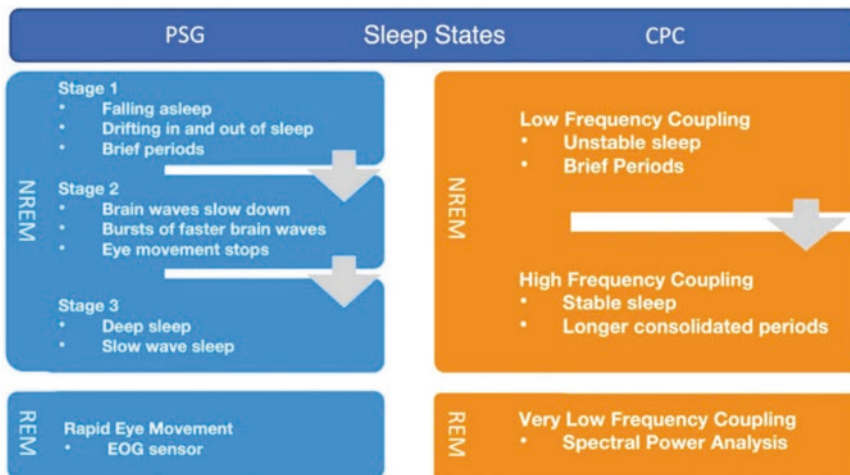 PSG Sleep States CPC
NREM
Stage 1
• Falling asleep
• Drifting in and out of sleep
• Brief periods
Stage 2
• Brain waves slow down
• Bursts of faster brain waves
• Eye movement stops
Stage 3
• Deep sleep
• Slow wave sleep
REM
Rapid Eye Movement
• EOG sensor
NREM
Low Frequency Coupling
• Unstable sleep
• Brief Periods
High Frequency Coupling
• Stable sleep
• Longer consolidated periods
REM
Very Low Frequency Coupling
• Spectral Power Analysis